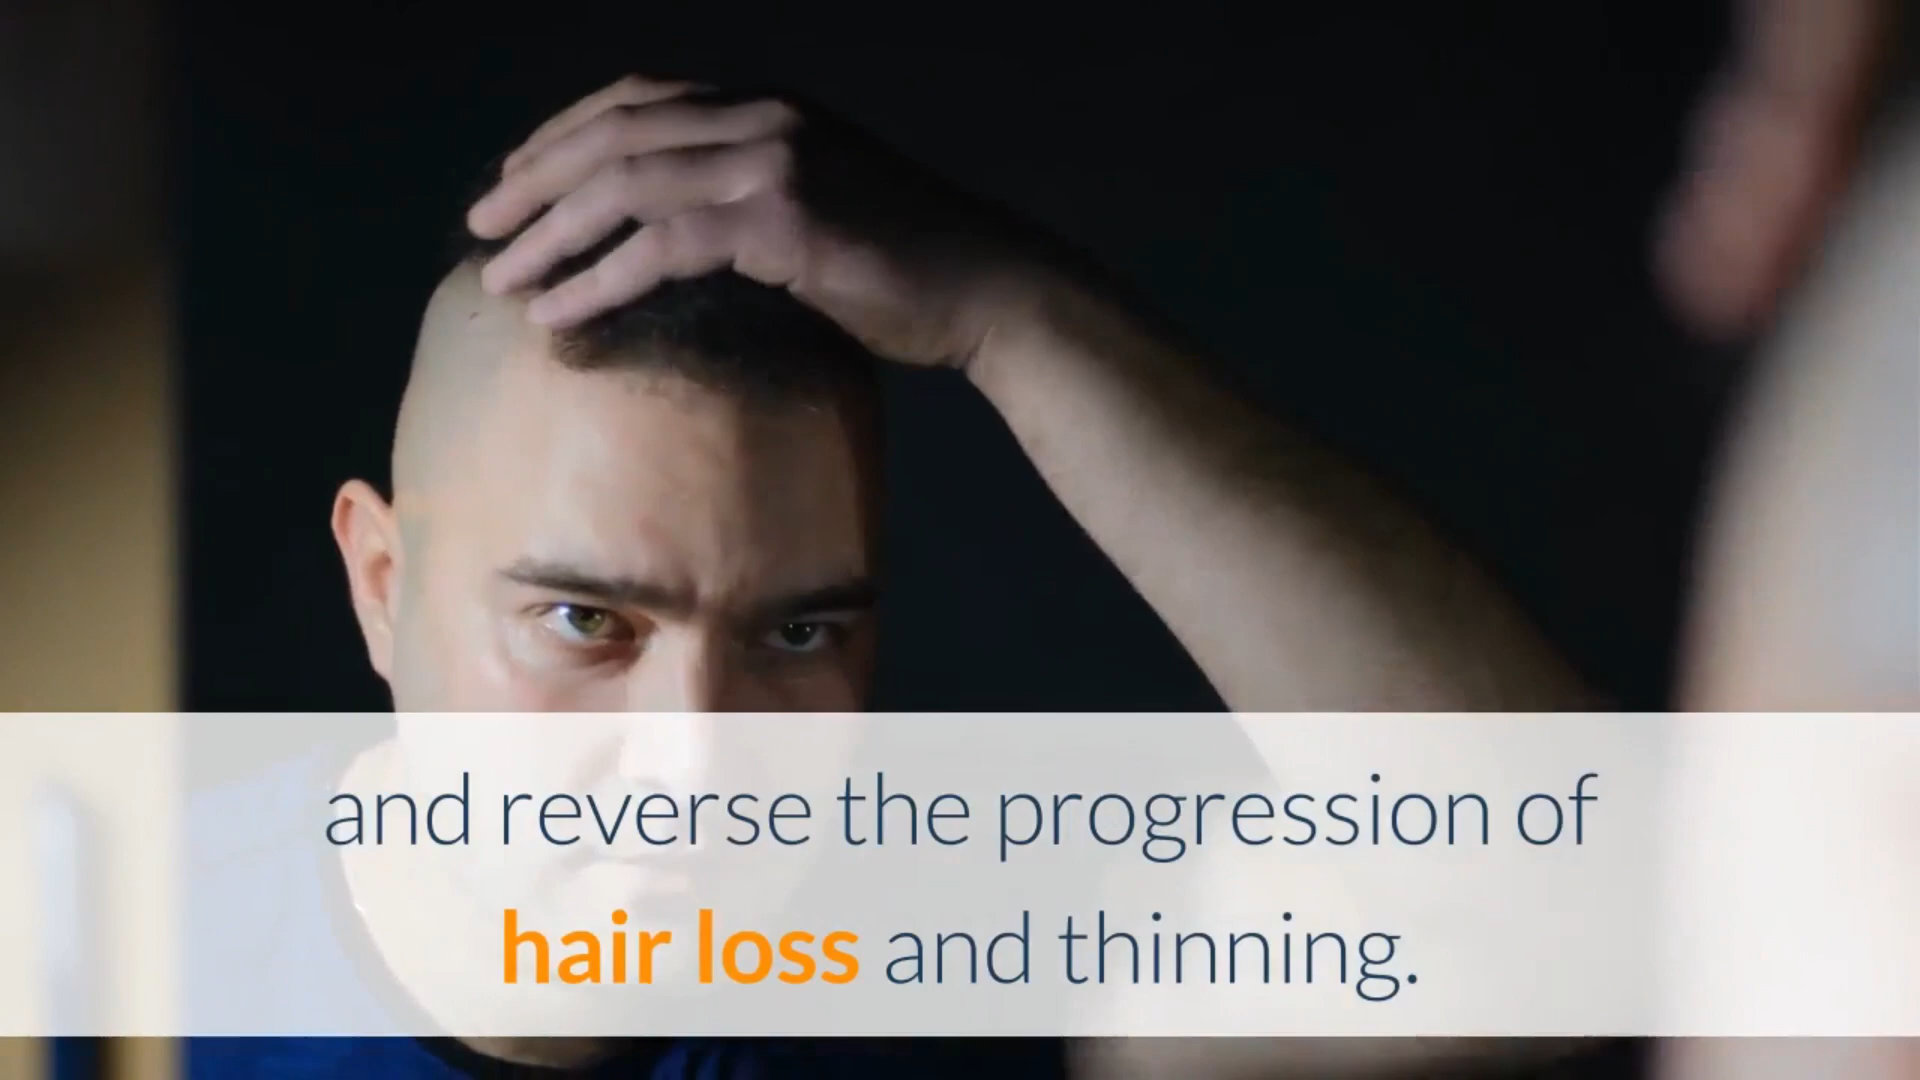 and reverse the progression of
hair loss and thinning.